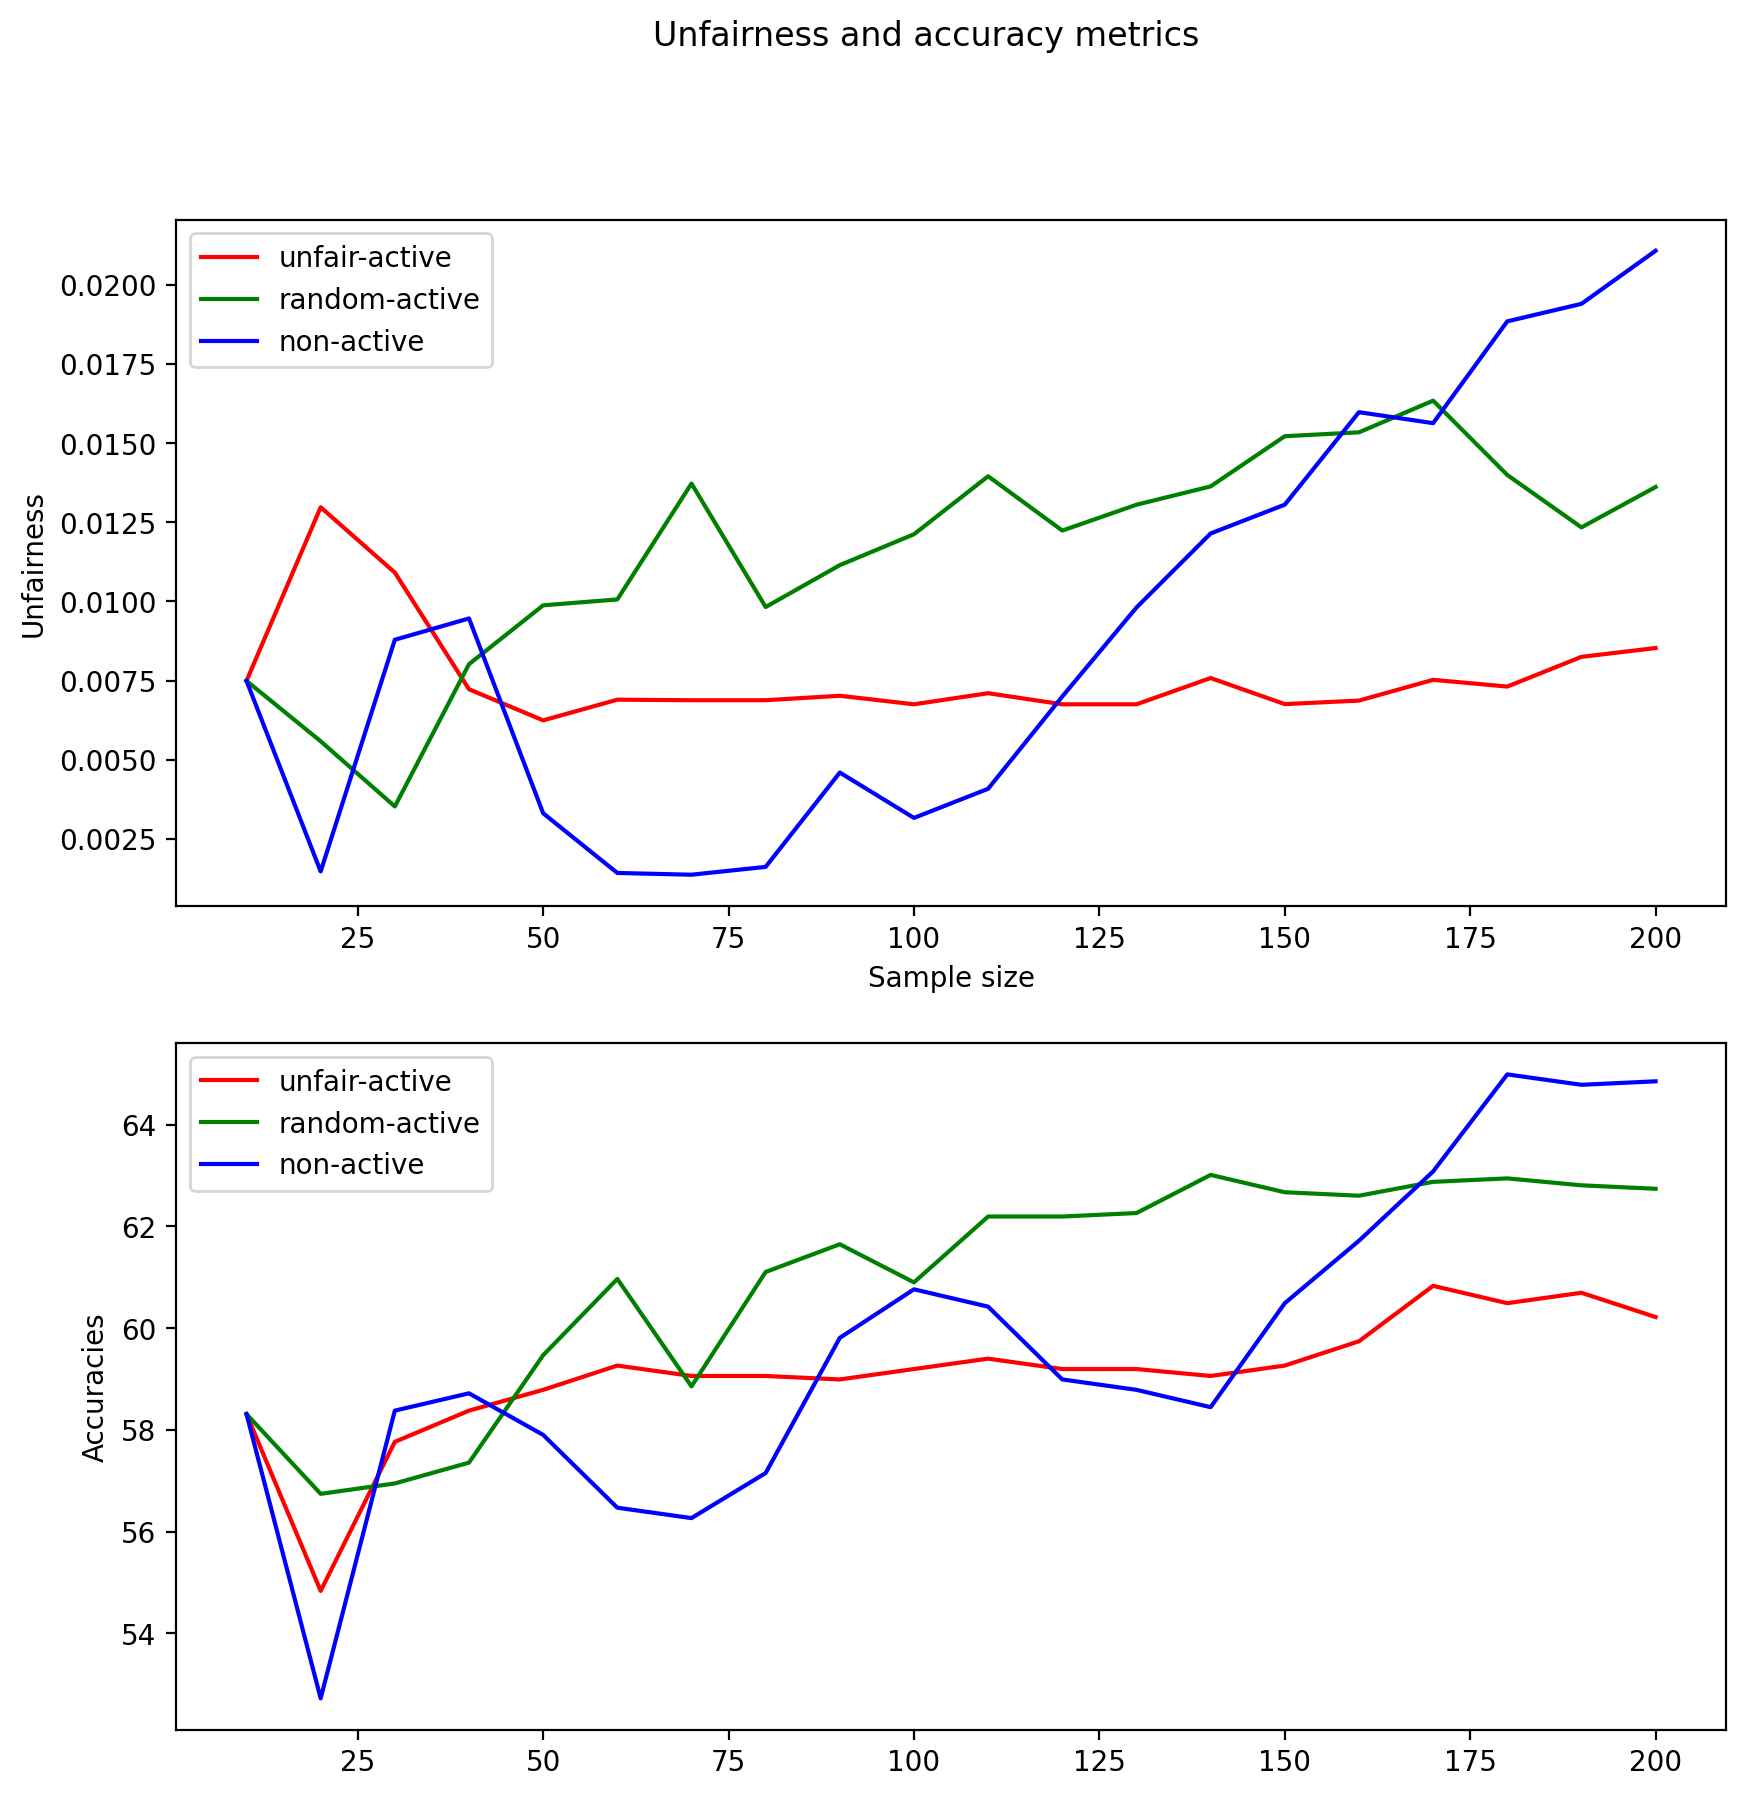 Unfairness and accuracy metrics
unfair-active
random-active
non-active
0.0200
0.0175
0.0150
0.0125
0.0100
0.0075
0.0050
0.0025
Unfairness
25 50 75 100 125 150 175 200
Sample size
unfair-active
random-active
non-active
64
62
60
58
56
54
Accuracies
25 50 75 100 125 150 175 200